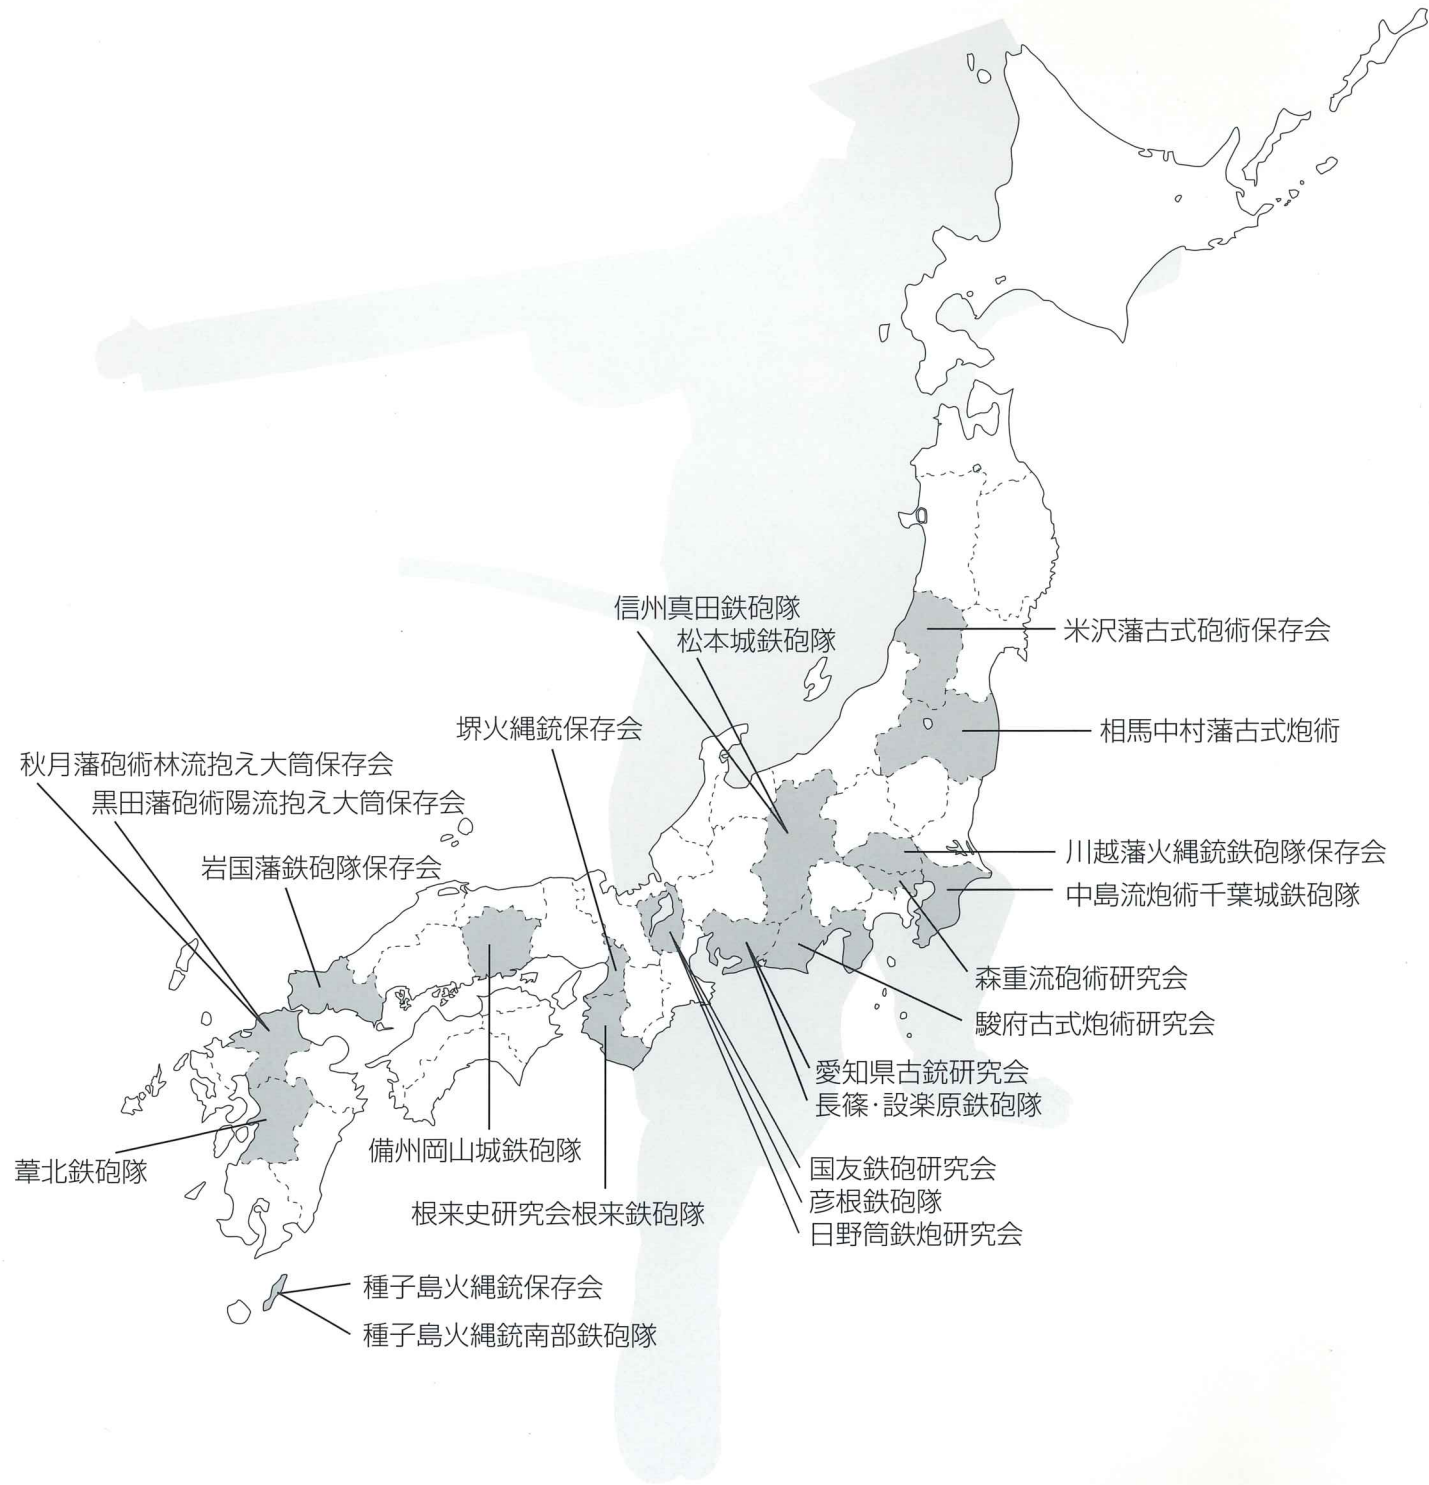 信州真田鉄砲隊
松本城鉄砲隊
米沢藩古式砲術保存会
堺火縄銃保存会
相馬中村藩古式炮術
秋月藩砲術林流抱え大筒保存会
黒田藩砲術陽流抱え大筒保存会
岩国藩鉄砲隊保存会
川越藩火縄銃鉄砲隊保存会
中島流炮術千葉城鉄砲隊
森重流砲術研究会
駿府古式炮術研究会
愛知県古銃研究会
長篠・設楽原鉄砲隊
備州岡山城鉄砲隊
葦北鉄砲隊
国友鉄砲研究会
彦根鉄砲隊
日野筒鉄炮研究会
根来史研究会根来鉄砲隊
種子島火縄銃保存会
種子島火縄銃南部鉄砲隊